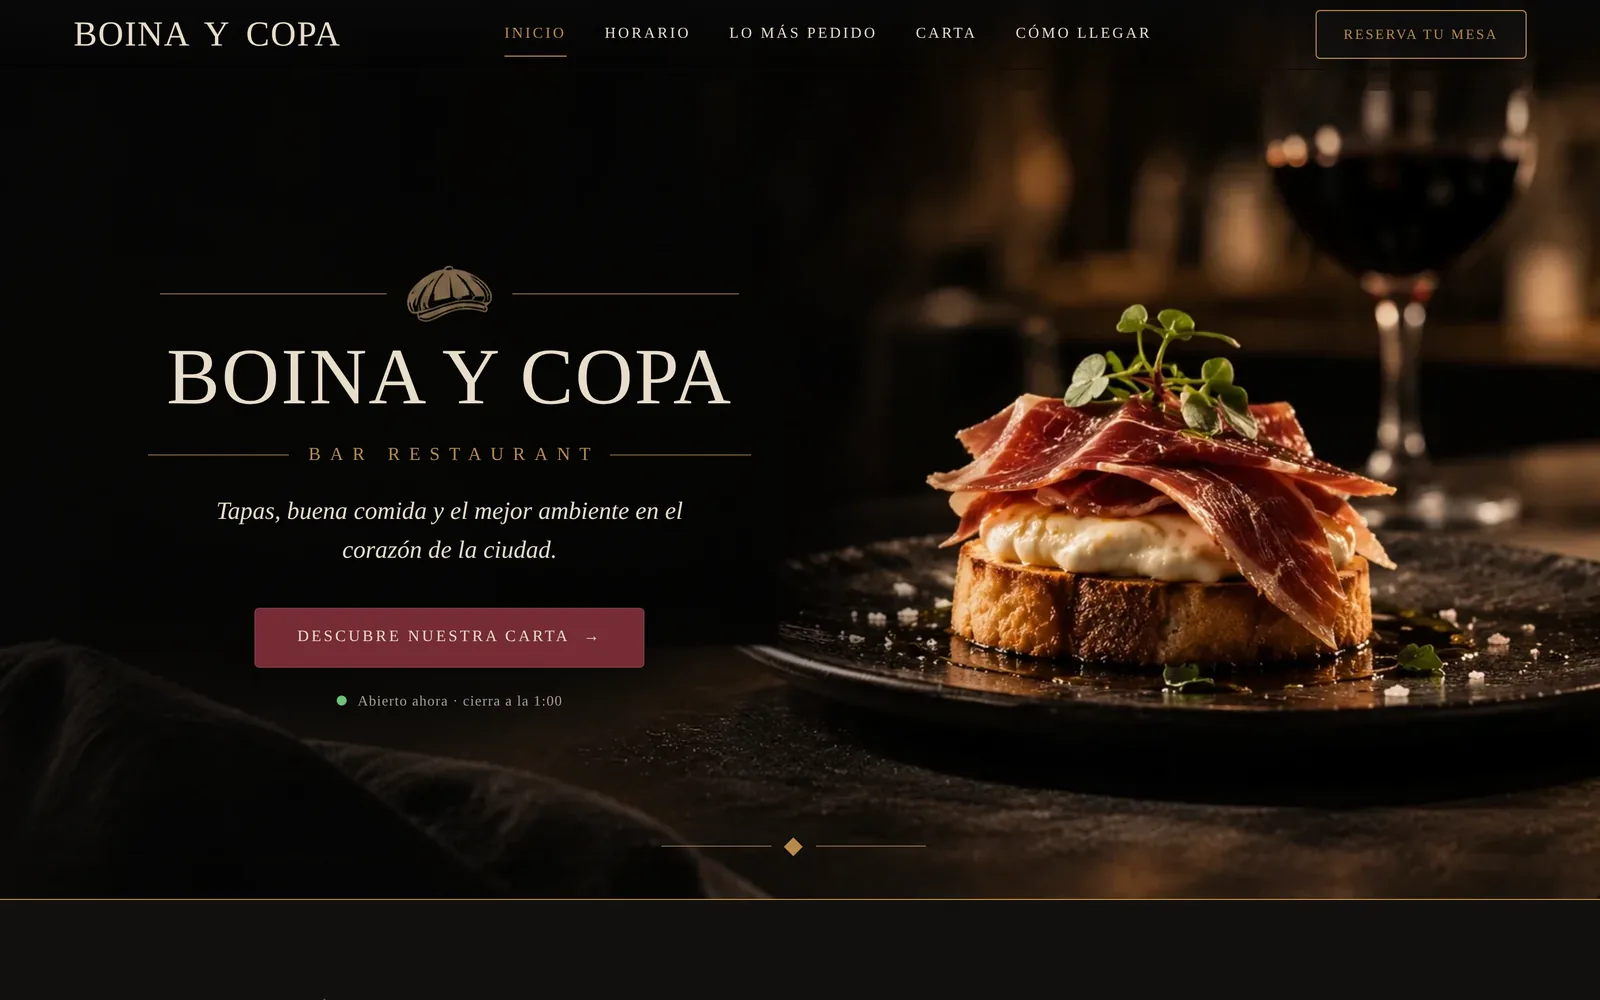 BOINA Y COPA
INICIO
HORARIO
LO MÁS PEDIDO
CARTA
CÓMO LLEGAR
RESERVA TU MESA
BOINA Y COPA
BAR RESTAURANT
Tapas, buena comida y el mejor ambiente en el
corazón de la ciudad.
DESCUBRE NUESTRA CARTA →
Abierto ahora · cierra a la 1:00